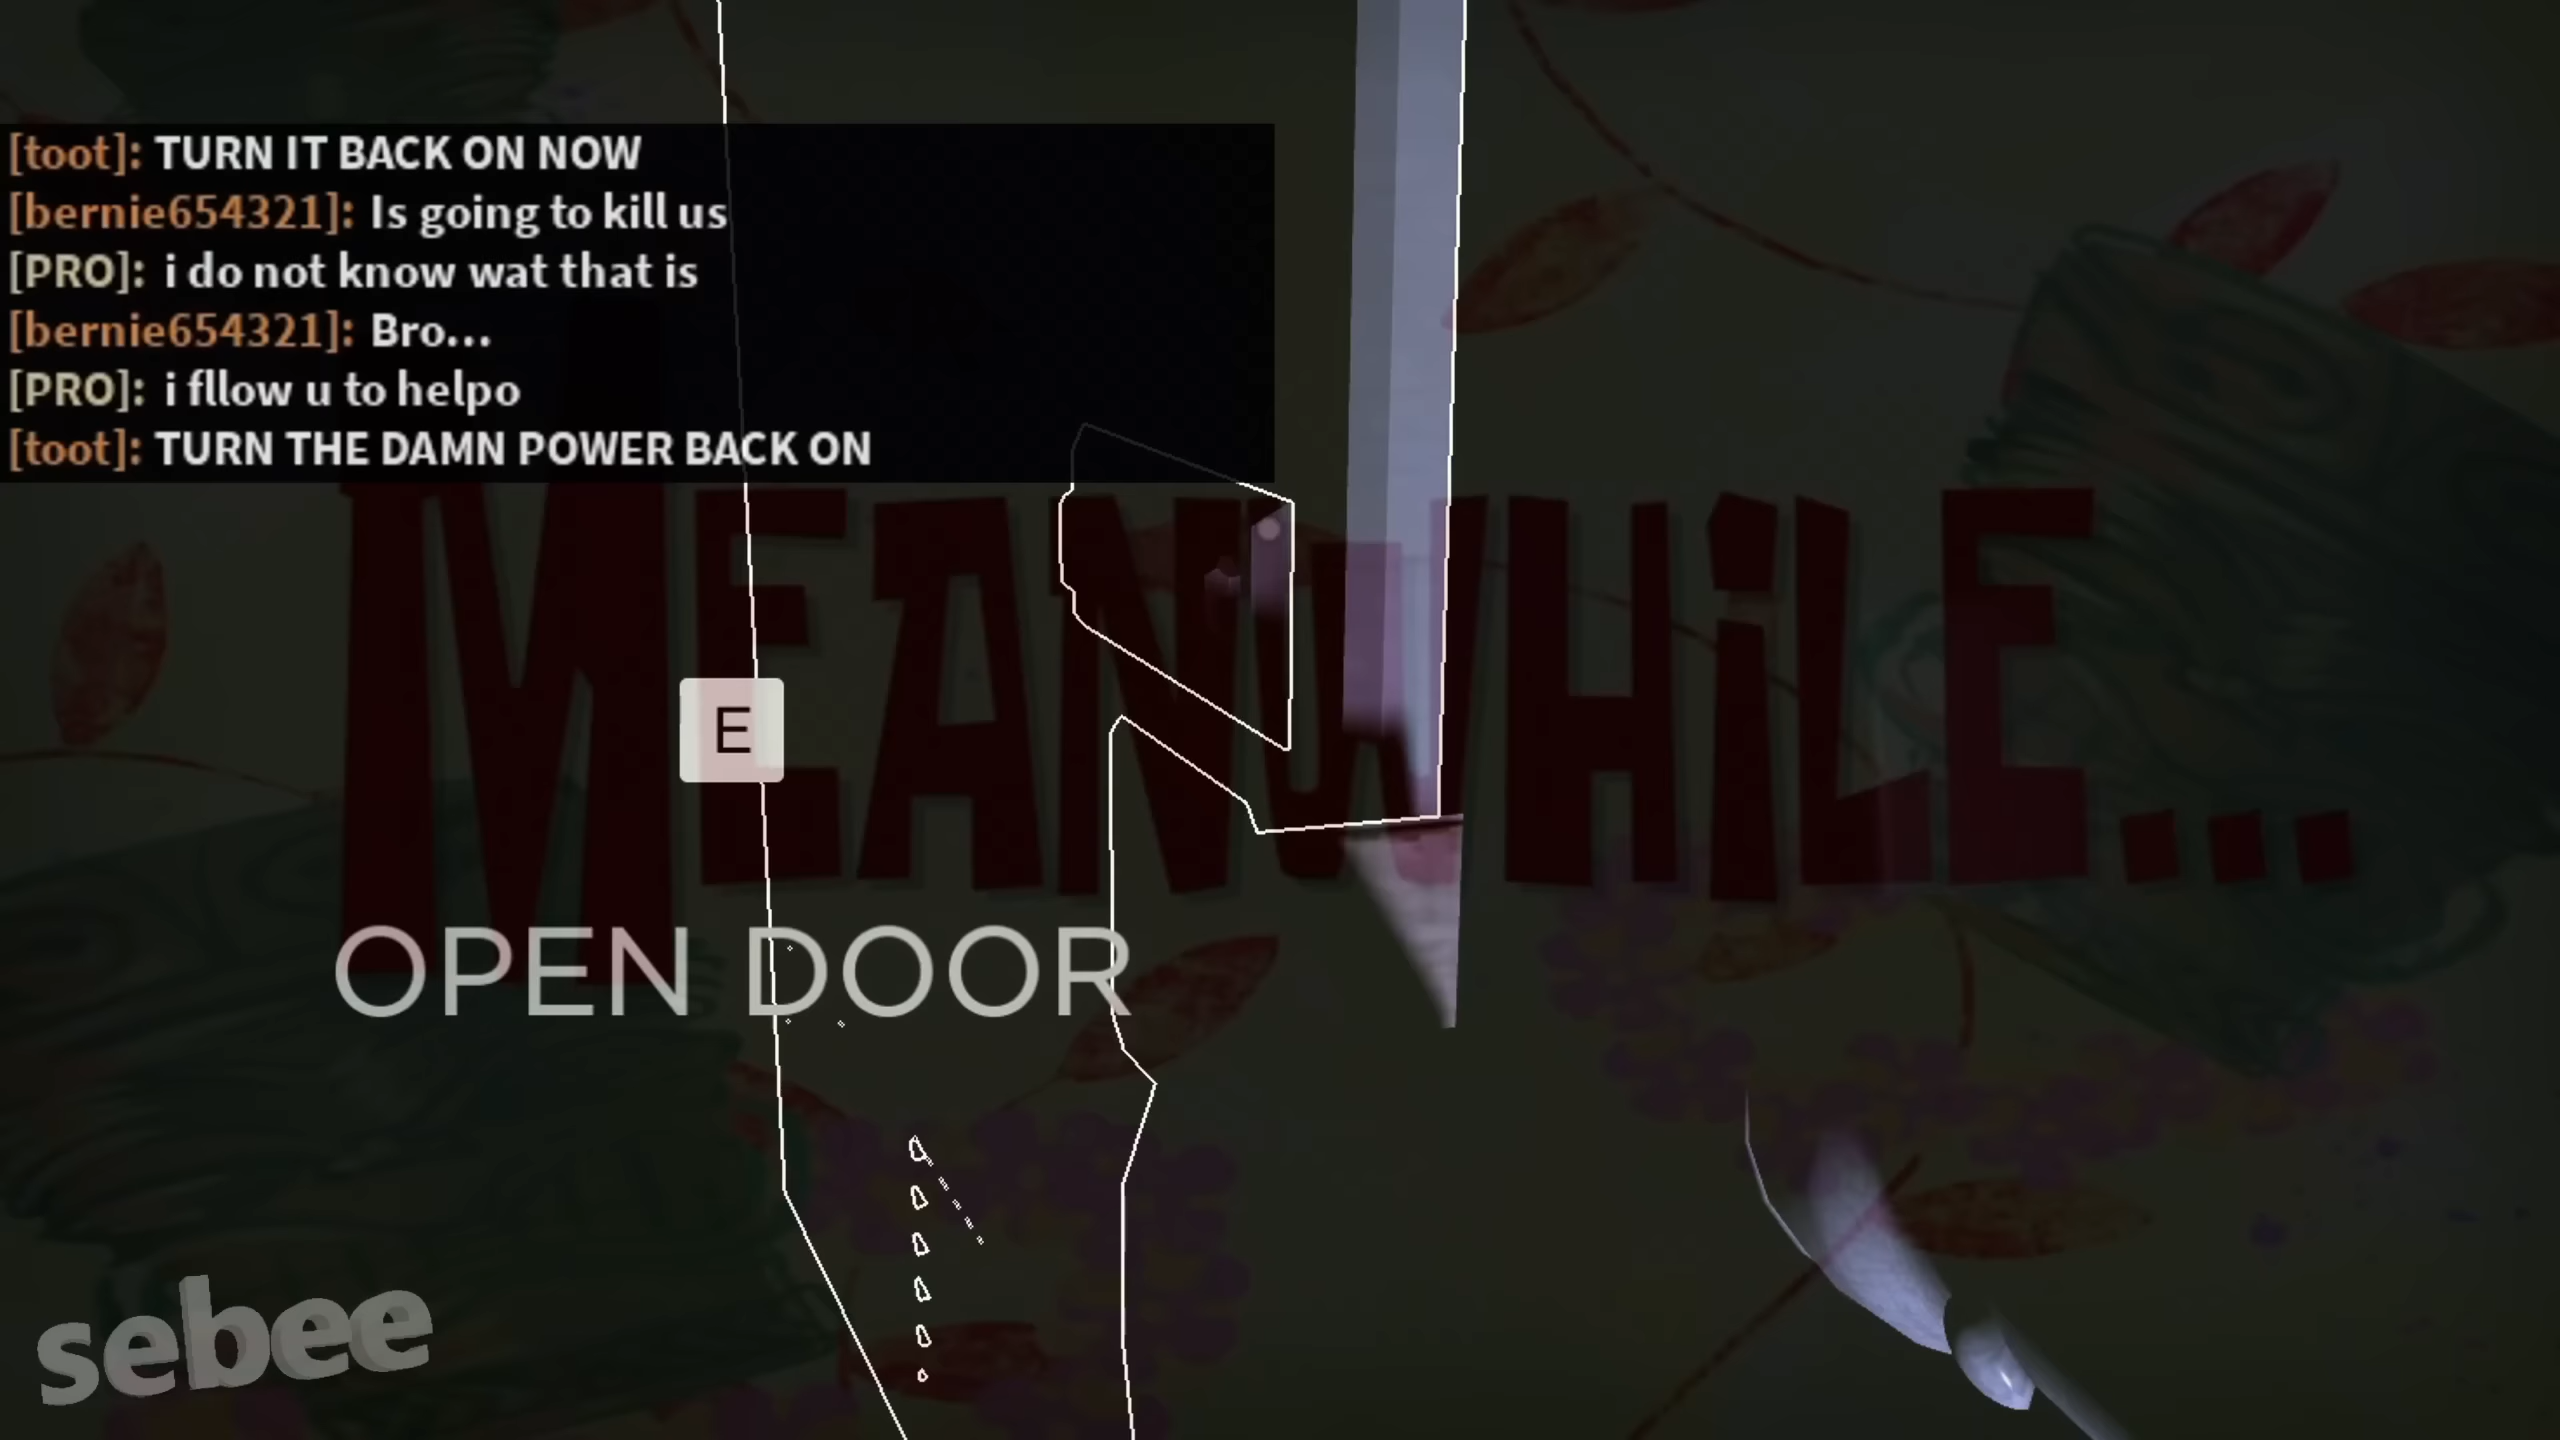 [toot]: TURN IT BACK ON NOW
[bernie654321]: Is going to kill us
[PRO]: i do not know wat that is
[bernie654321]: Bro...
[PRO]: i fllow u to helpo
[toot]: TURN THE DAMN POWER BACK ON
MEANWHiLE...
E
OPEN DOOR
sebee